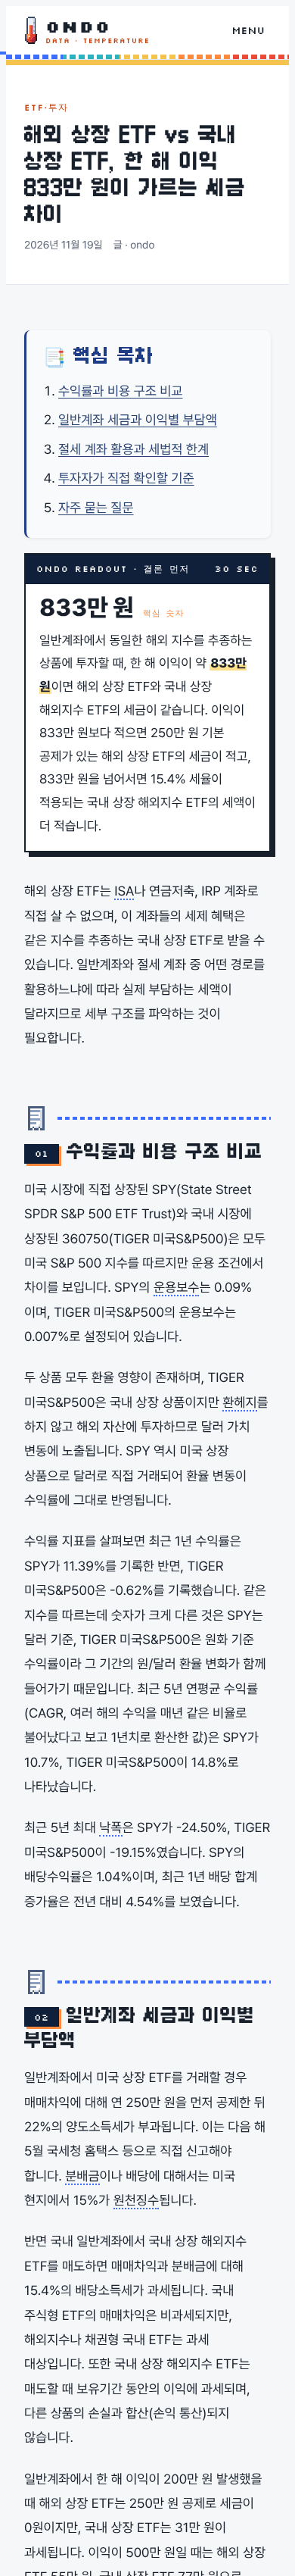 ONDO
DATA · TEMPERATURE
MENU
ETF·투자
해외 상장 ETF vs 국내
상장 ETF, 한 해 이익
833만 원이 가르는 세금
차이
2026년 11월 19일 글 · ondo
📑 핵심 목차
1. 수익률과 비용 구조 비교
2. 일반계좌 세금과 이익별 부담액
3. 절세 계좌 활용과 세법적 한계
4. 투자자가 직접 확인할 기준
5. 자주 묻는 질문
ONDO READOUT · 결론 먼저 30 SEC
833만 원 핵심 숫자
일반계좌에서 동일한 해외 지수를 추종하는
상품에 투자할 때, 한 해 이익이 약 833만
원이면 해외 상장 ETF와 국내 상장
해외지수 ETF의 세금이 같습니다. 이익이
833만 원보다 적으면 250만 원 기본
공제가 있는 해외 상장 ETF의 세금이 적고,
833만 원을 넘어서면 15.4% 세율이
적용되는 국내 상장 해외지수 ETF의 세액이
더 적습니다.
해외 상장 ETF는 ISA나 연금저축, IRP 계좌로
직접 살 수 없으며, 이 계좌들의 세제 혜택은
같은 지수를 추종하는 국내 상장 ETF로 받을 수
있습니다. 일반계좌와 절세 계좌 중 어떤 경로를
활용하느냐에 따라 실제 부담하는 세액이
달라지므로 세부 구조를 파악하는 것이
필요합니다.
01 수익률과 비용 구조 비교
미국 시장에 직접 상장된 SPY(State Street
SPDR S&P 500 ETF Trust)와 국내 시장에
상장된 360750(TIGER 미국S&P500)은 모두
미국 S&P 500 지수를 따르지만 운용 조건에서
차이를 보입니다. SPY의 운용보수는 0.09%
이며, TIGER 미국S&P500의 운용보수는
0.007%로 설정되어 있습니다.
두 상품 모두 환율 영향이 존재하며, TIGER
미국S&P500은 국내 상장 상품이지만 환헤지를
하지 않고 해외 자산에 투자하므로 달러 가치
변동에 노출됩니다. SPY 역시 미국 상장
상품으로 달러로 직접 거래되어 환율 변동이
수익률에 그대로 반영됩니다.
수익률 지표를 살펴보면 최근 1년 수익률은
SPY가 11.39%를 기록한 반면, TIGER
미국S&P500은 -0.62%를 기록했습니다. 같은
지수를 따르는데 숫자가 크게 다른 것은 SPY는
달러 기준, TIGER 미국S&P500은 원화 기준
수익률이라 그 기간의 원/달러 환율 변화가 함께
들어가기 때문입니다. 최근 5년 연평균 수익률
(CAGR, 여러 해의 수익을 매년 같은 비율로
불어났다고 보고 1년치로 환산한 값)은 SPY가
10.7%, TIGER 미국S&P500이 14.8%로
나타났습니다.
최근 5년 최대 낙폭은 SPY가 -24.50%, TIGER
미국S&P500이 -19.15%였습니다. SPY의
배당수익률은 1.04%이며, 최근 1년 배당 합계
증가율은 전년 대비 4.54%를 보였습니다.
02 일반계좌 세금과 이익별
부담액
일반계좌에서 미국 상장 ETF를 거래할 경우
매매차익에 대해 연 250만 원을 먼저 공제한 뒤
22%의 양도소득세가 부과됩니다. 이는 다음 해
5월 국세청 홈택스 등으로 직접 신고해야
합니다. 분배금이나 배당에 대해서는 미국
현지에서 15%가 원천징수됩니다.
반면 국내 일반계좌에서 국내 상장 해외지수
ETF를 매도하면 매매차익과 분배금에 대해
15.4%의 배당소득세가 과세됩니다. 국내
주식형 ETF의 매매차익은 비과세되지만,
해외지수나 채권형 국내 ETF는 과세
대상입니다. 또한 국내 상장 해외지수 ETF는
매도할 때 보유기간 동안의 이익에 과세되며,
다른 상품의 손실과 합산(손익 통산)되지
않습니다.
일반계좌에서 한 해 이익이 200만 원 발생했을
때 해외 상장 ETF는 250만 원 공제로 세금이
0원이지만, 국내 상장 ETF는 31만 원이
과세됩니다. 이익이 500만 원일 때는 해외 상장
ETF 55만 원, 국내 상장 ETF 77만 원으로